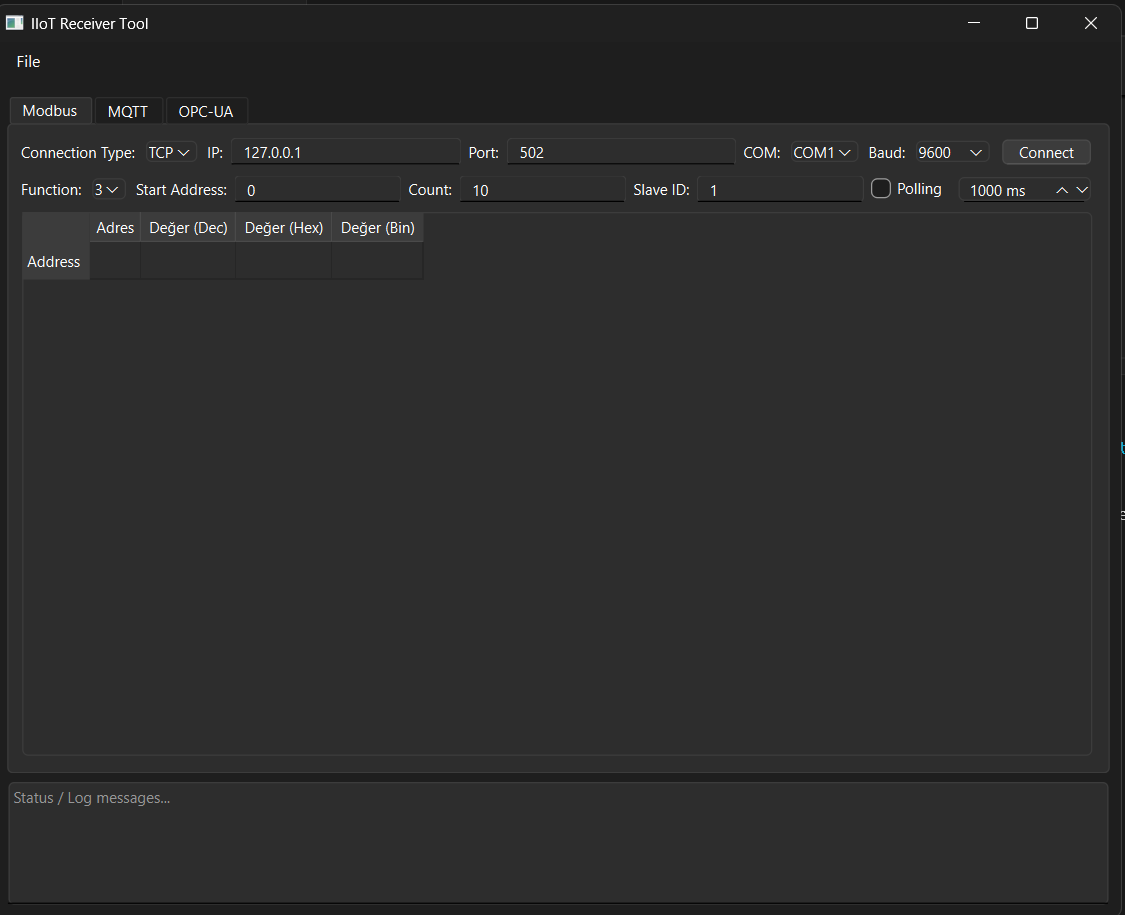 IIoT Receiver Tool
File
Modbus MQTT OPC-UA
Connection Type: TCP IP: 127.0.0.1 Port: 502 COM: COM1 Baud: 9600 Connect
Function: 3 Start Address: 0 Count: 10 Slave ID: 1 Polling 1000 ms
Adres Değer (Dec) Değer (Hex) Değer (Bin)
Address
Status / Log messages...